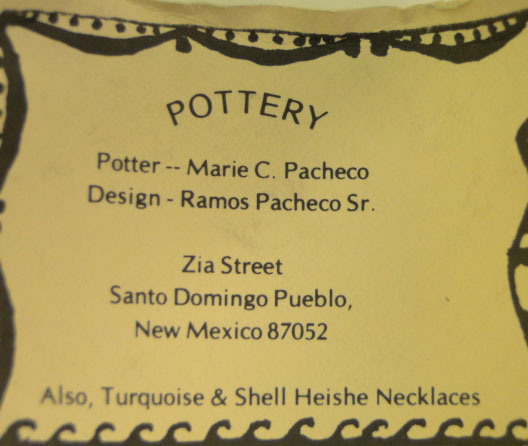 POTTERY
Potter -- Marie C. Pacheco
Design - Ramos Pacheco Sr.
Zia Street
Santo Domingo Pueblo,
New Mexico 87052
Also, Turquoise & Shell Heishe Necklaces